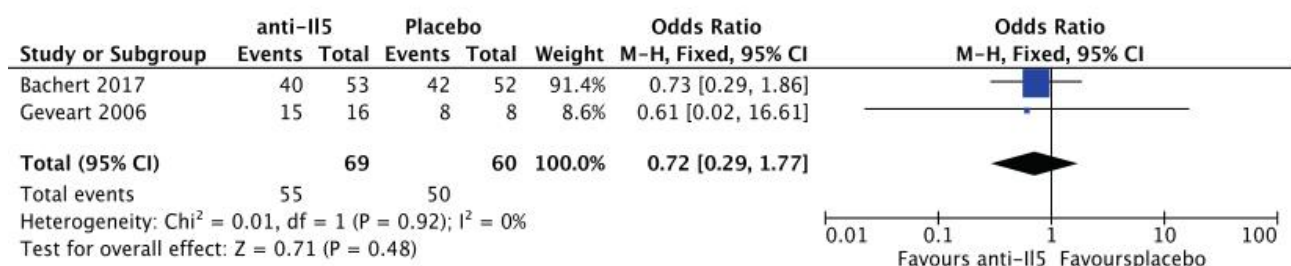 anti-Il5 Placebo Odds Ratio Odds Ratio
Study or Subgroup Events Total Events Total Weight M-H, Fixed, 95% CI M-H, Fixed, 95% CI
Bachert 2017 40 53 42 52 91.4% 0.73 [0.29, 1.86]
Geveart 2006 15 16 8 8 8.6% 0.61 [0.02, 16.61]
Total (95% CI) 69 60 100.0% 0.72 [0.29, 1.77]
Total events 55 50
Heterogeneity: Chi² = 0.01, df = 1 (P = 0.92); I² = 0%
Test for overall effect: Z = 0.71 (P = 0.48)
0.01 0.1 1 10 100
Favours anti-Il5 Favoursplacebo